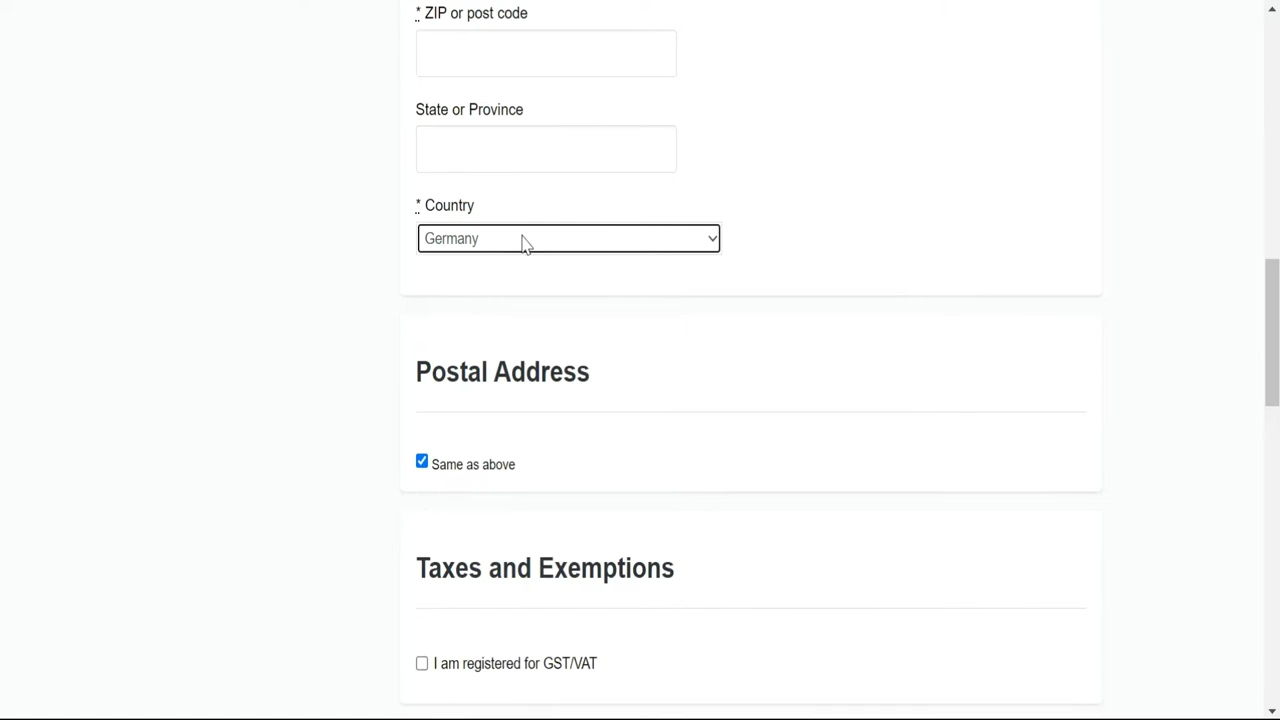 * ZIP or post code
State or Province
* Country
Germany
Postal Address
Same as above
Taxes and Exemptions
I am registered for GST/VAT